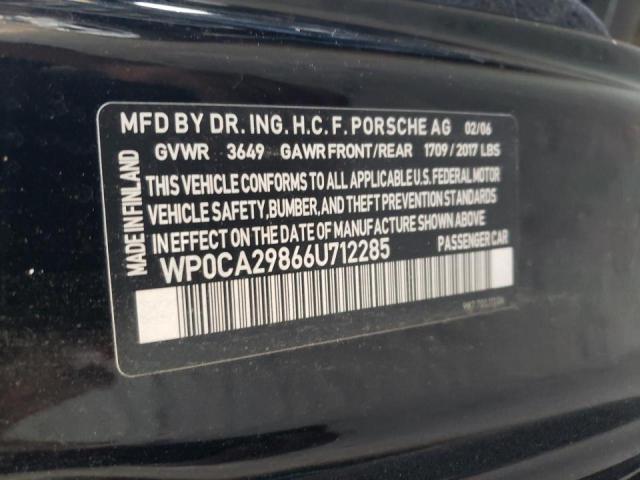 MFD BY DR. ING. H.C. F. PORSCHE AG 02/06
GVWR 3649 GAWR FRONT/REAR 1709 / 2017 LBS
THIS VEHICLE CONFORMS TO ALL APPLICABLE U.S. FEDERAL MOTOR
VEHICLE SAFETY, BUMBER, AND THEFT PREVENTION STANDARDS
IN EFFECT ON THE DATE OF MANUFACTURE SHOWN ABOVE
WP0CA29866U712285 PASSENGER CAR
MADE IN FINLAND